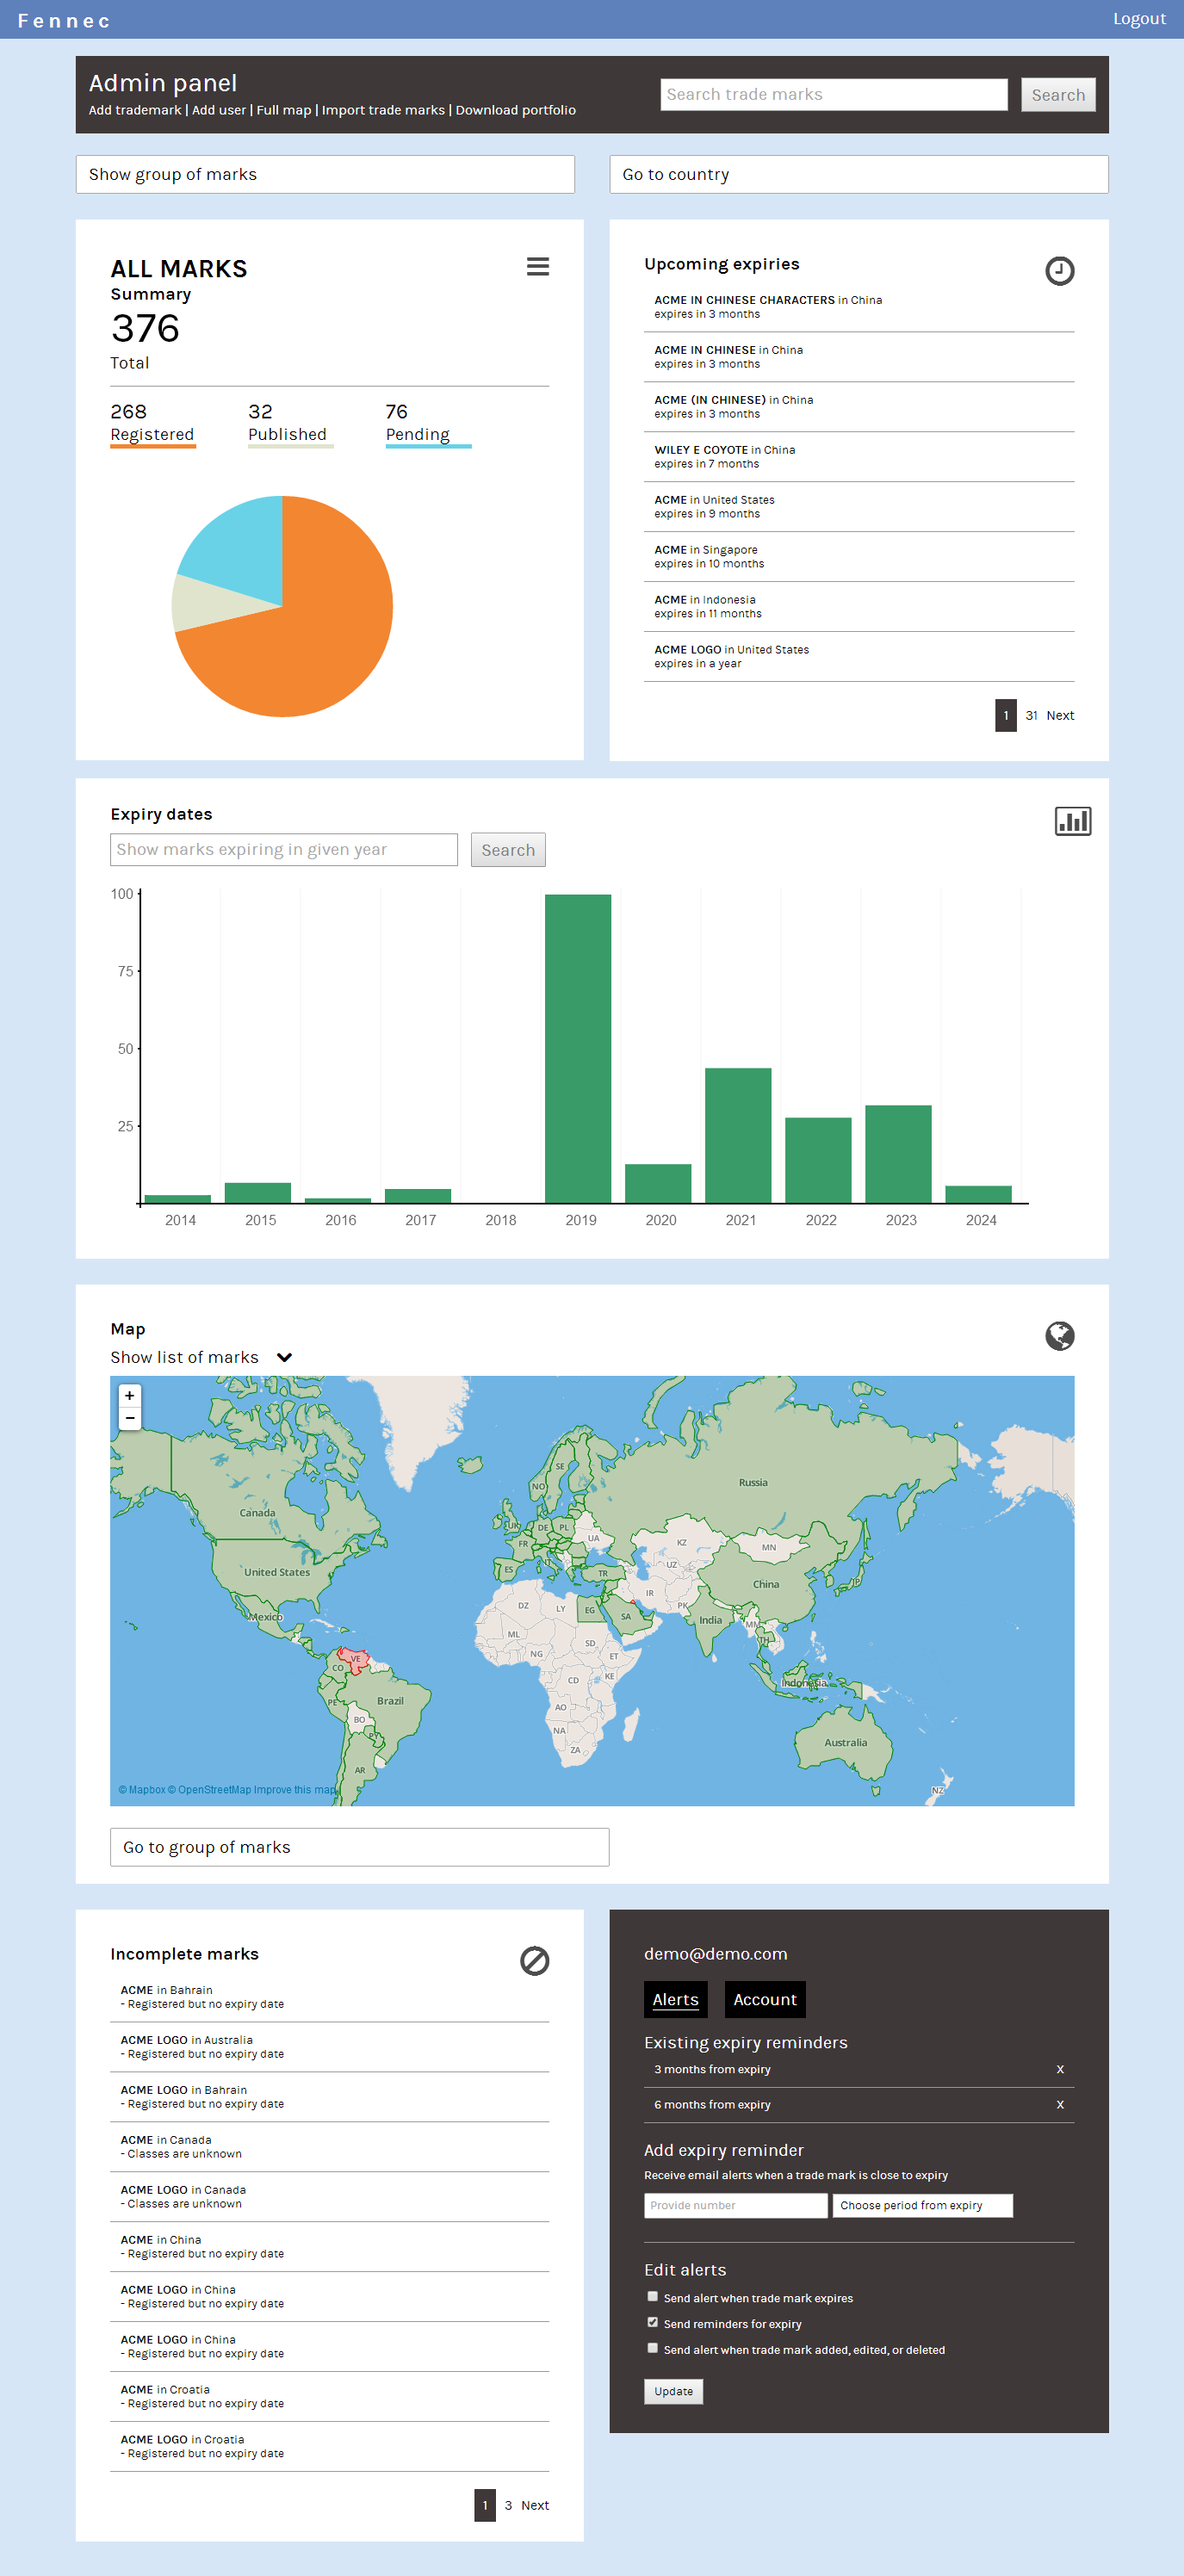 Fennec
Logout
Admin panel
Add trademark | Add user | Full map | Import trade marks | Download portfolio
Search trade marks
Search
Show group of marks
Go to country
ALL MARKS
Summary
376
Total
268
Registered
32
Published
76
Pending
Upcoming expiries
ACME IN CHINESE CHARACTERS in China
expires in 3 months
ACME IN CHINESE in China
expires in 3 months
ACME (IN CHINESE) in China
expires in 3 months
WILEY E COYOTE in China
expires in 7 months
ACME in United States
expires in 9 months
ACME in Singapore
expires in 10 months
ACME in Indonesia
expires in 11 months
ACME LOGO in United States
expires in a year
1 31 Next
Expiry dates
Show marks expiring in given year
Search
100
75
50
25
2014 2015 2016 2017 2018 2019 2020 2021 2022 2023 2024
Map
Show list of marks
+
−
SE
Russia
NO
Canada
UK
DE
PL
UA
FR
KZ
MN
IT
UZ
United States
ES
TR
China
JP
IR
PK
DZ
LY
EG
SA
India
Mexico
MM
TH
ML
SD
NG
ET
VE
CO
KE
CD
Indonesia
PE
Brazil
AO
BO
NA
PY
Australia
ZA
AR
NZ
© Mapbox © OpenStreetMap Improve this map
Go to group of marks
Incomplete marks
ACME in Bahrain
- Registered but no expiry date
ACME LOGO in Australia
- Registered but no expiry date
ACME LOGO in Bahrain
- Registered but no expiry date
ACME in Canada
- Classes are unknown
ACME LOGO in Canada
- Classes are unknown
ACME in China
- Registered but no expiry date
ACME LOGO in China
- Registered but no expiry date
ACME LOGO in China
- Registered but no expiry date
ACME in Croatia
- Registered but no expiry date
ACME LOGO in Croatia
- Registered but no expiry date
1 3 Next
demo@demo.com
Alerts
Account
Existing expiry reminders
3 months from expiry X
6 months from expiry X
Add expiry reminder
Receive email alerts when a trade mark is close to expiry
Provide number
Choose period from expiry
Edit alerts
Send alert when trade mark expires
Send reminders for expiry
Send alert when trade mark added, edited, or deleted
Update